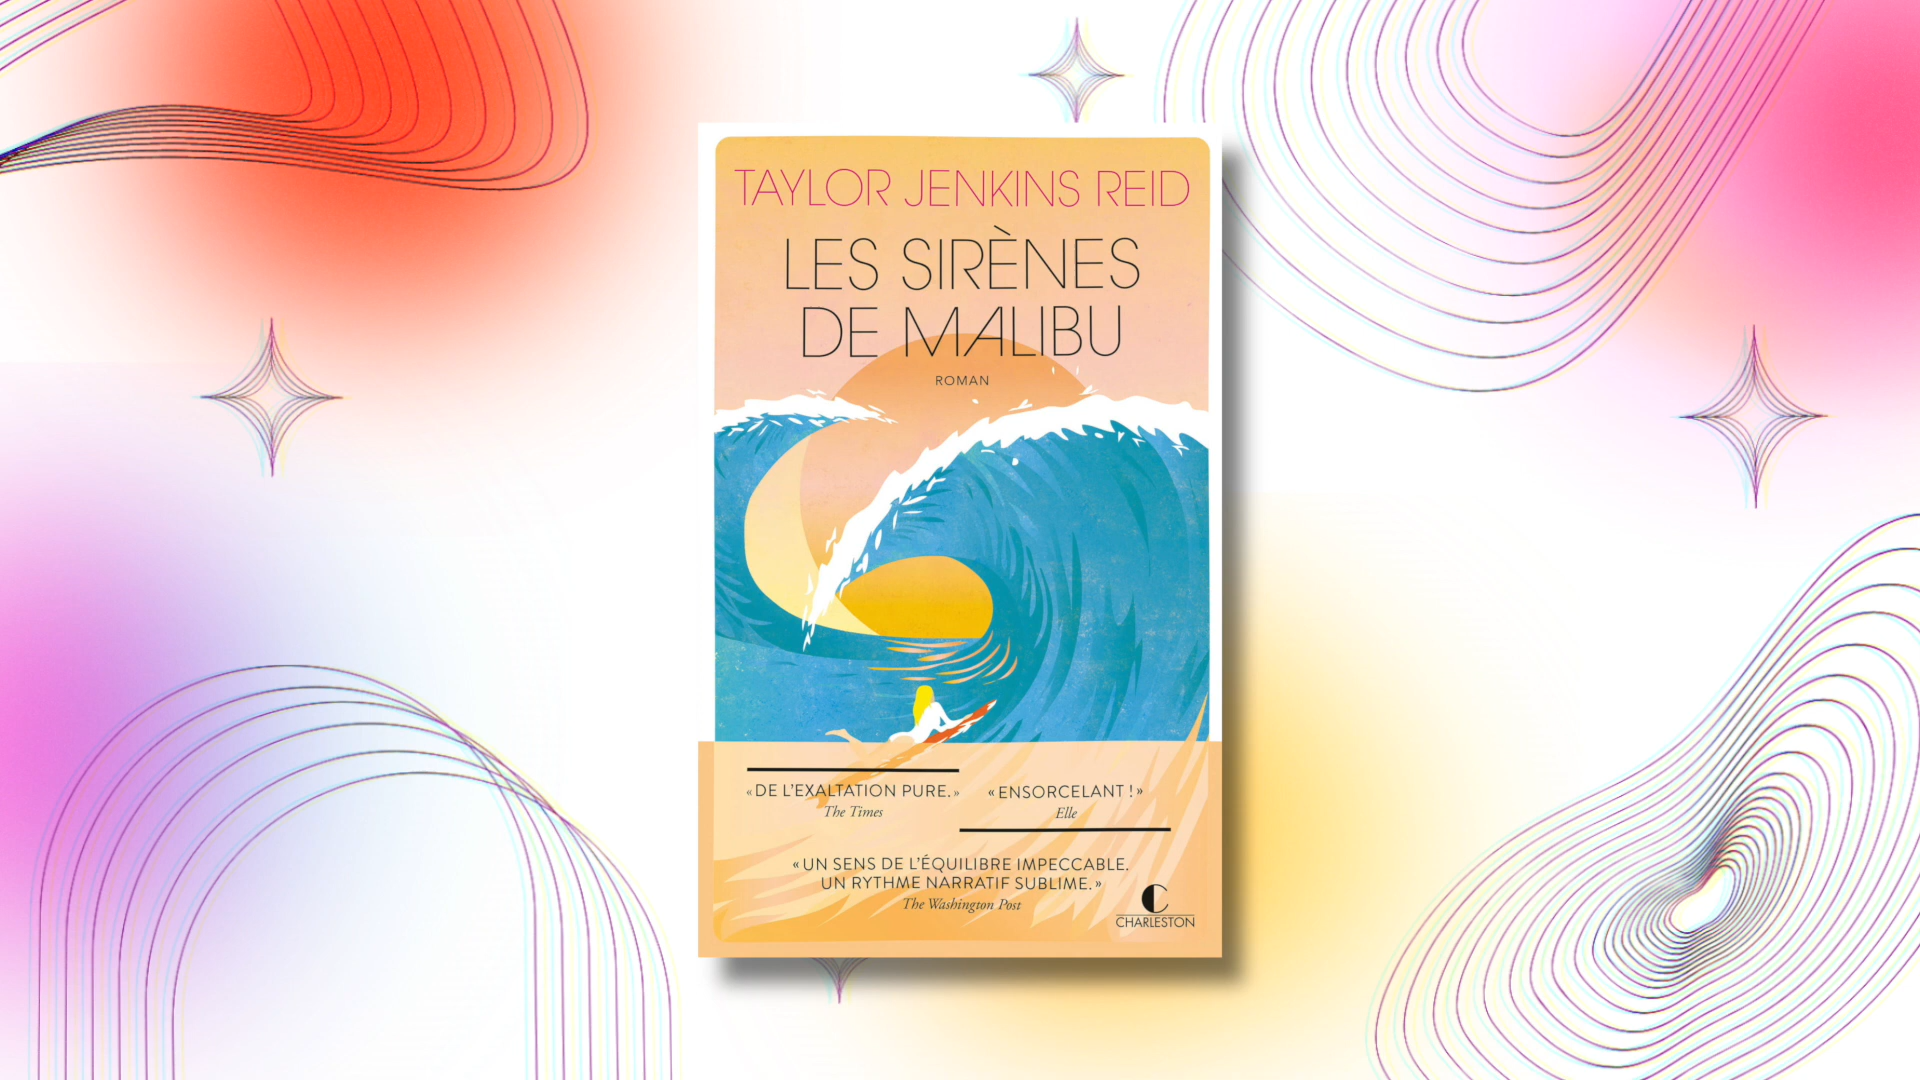 TAYLOR JENKINS REID
LES SIRÈNES
DE MALIBU
ROMAN
« DE L'EXALTATION PURE. »
The Times
« ENSORCELANT ! »
Elle
« UN SENS DE L'ÉQUILIBRE IMPECCABLE.
UN RYTHME NARRATIF SUBLIME. »
The Washington Post
CHARLESTON